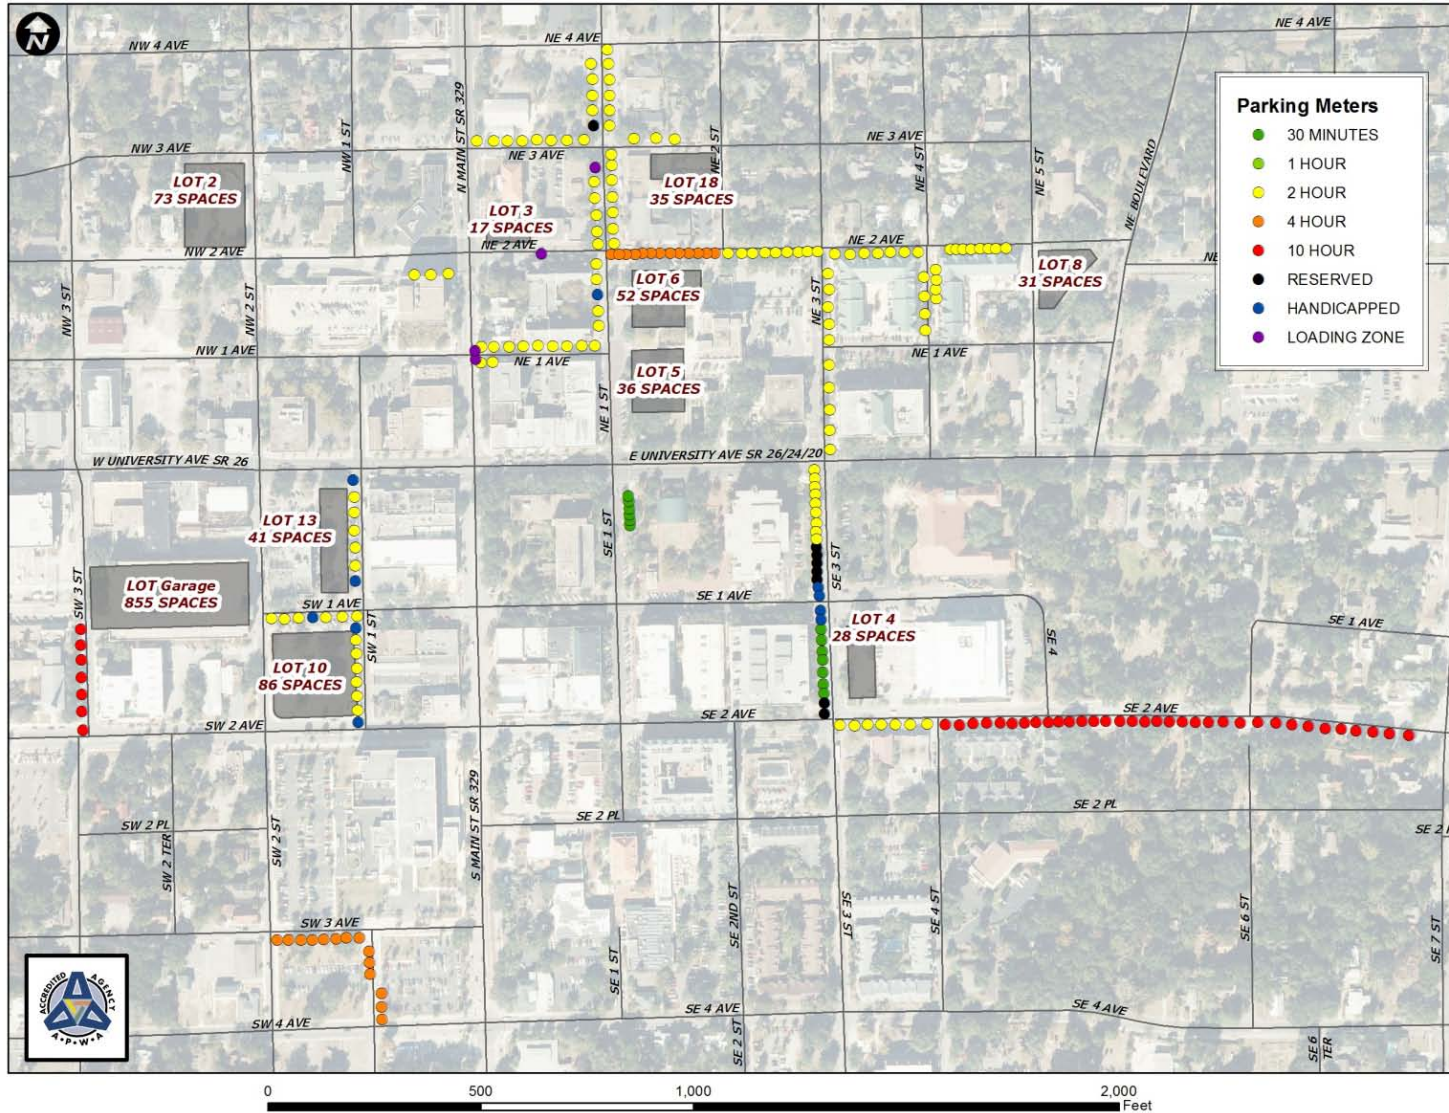 N
NW 4 AVE
NE 4 AVE
NE 4 AVE
N MAIN ST SR 329
NW 1 ST
NE 2 ST
NW 3 AVE
NE 3 AVE
NE 3 AVE
NE 4 ST
NE 5 ST
NE BOULEVARD
Parking Meters
30 MINUTES
1 HOUR
2 HOUR
4 HOUR
10 HOUR
RESERVED
HANDICAPPED
LOADING ZONE
LOT 2
73 SPACES
LOT 18
35 SPACES
LOT 3
17 SPACES
NW 2 AVE
NE 2 AVE
NE 2 AVE
NE
LOT 8
31 SPACES
LOT 6
52 SPACES
NW 3 ST
NW 2 ST
NE 3 ST
NW 1 AVE
NE 1 AVE
NE 1 AVE
LOT 5
36 SPACES
NE 1 ST
W UNIVERSITY AVE SR 26
E UNIVERSITY AVE SR 26/24/20
LOT 13
41 SPACES
SE 1 ST
SE 3 ST
LOT Garage
855 SPACES
SW 3 ST
SW 1 AVE
SE 1 AVE
SE 1 AVE
SW 1 ST
LOT 4
28 SPACES
SE 4
LOT 10
86 SPACES
SW 2 AVE
SE 2 AVE
SE 2 AVE
S MAIN ST SR 329
SW 2 PL
SE 2 PL
SE 2 PL
SE 2
SW 2 TER
SW 2 ST
SE 2ND ST
SE 3 ST
SE 4 ST
SE 6 ST
SE 7 ST
SW 3 AVE
SE 1 ST
ACCREDITED AGENCY
A•P•W•A
SW 4 AVE
SE 4 AVE
SE 4 AVE
SE 2 ST
SE 6
TER
0 500 1,000 2,000
Feet